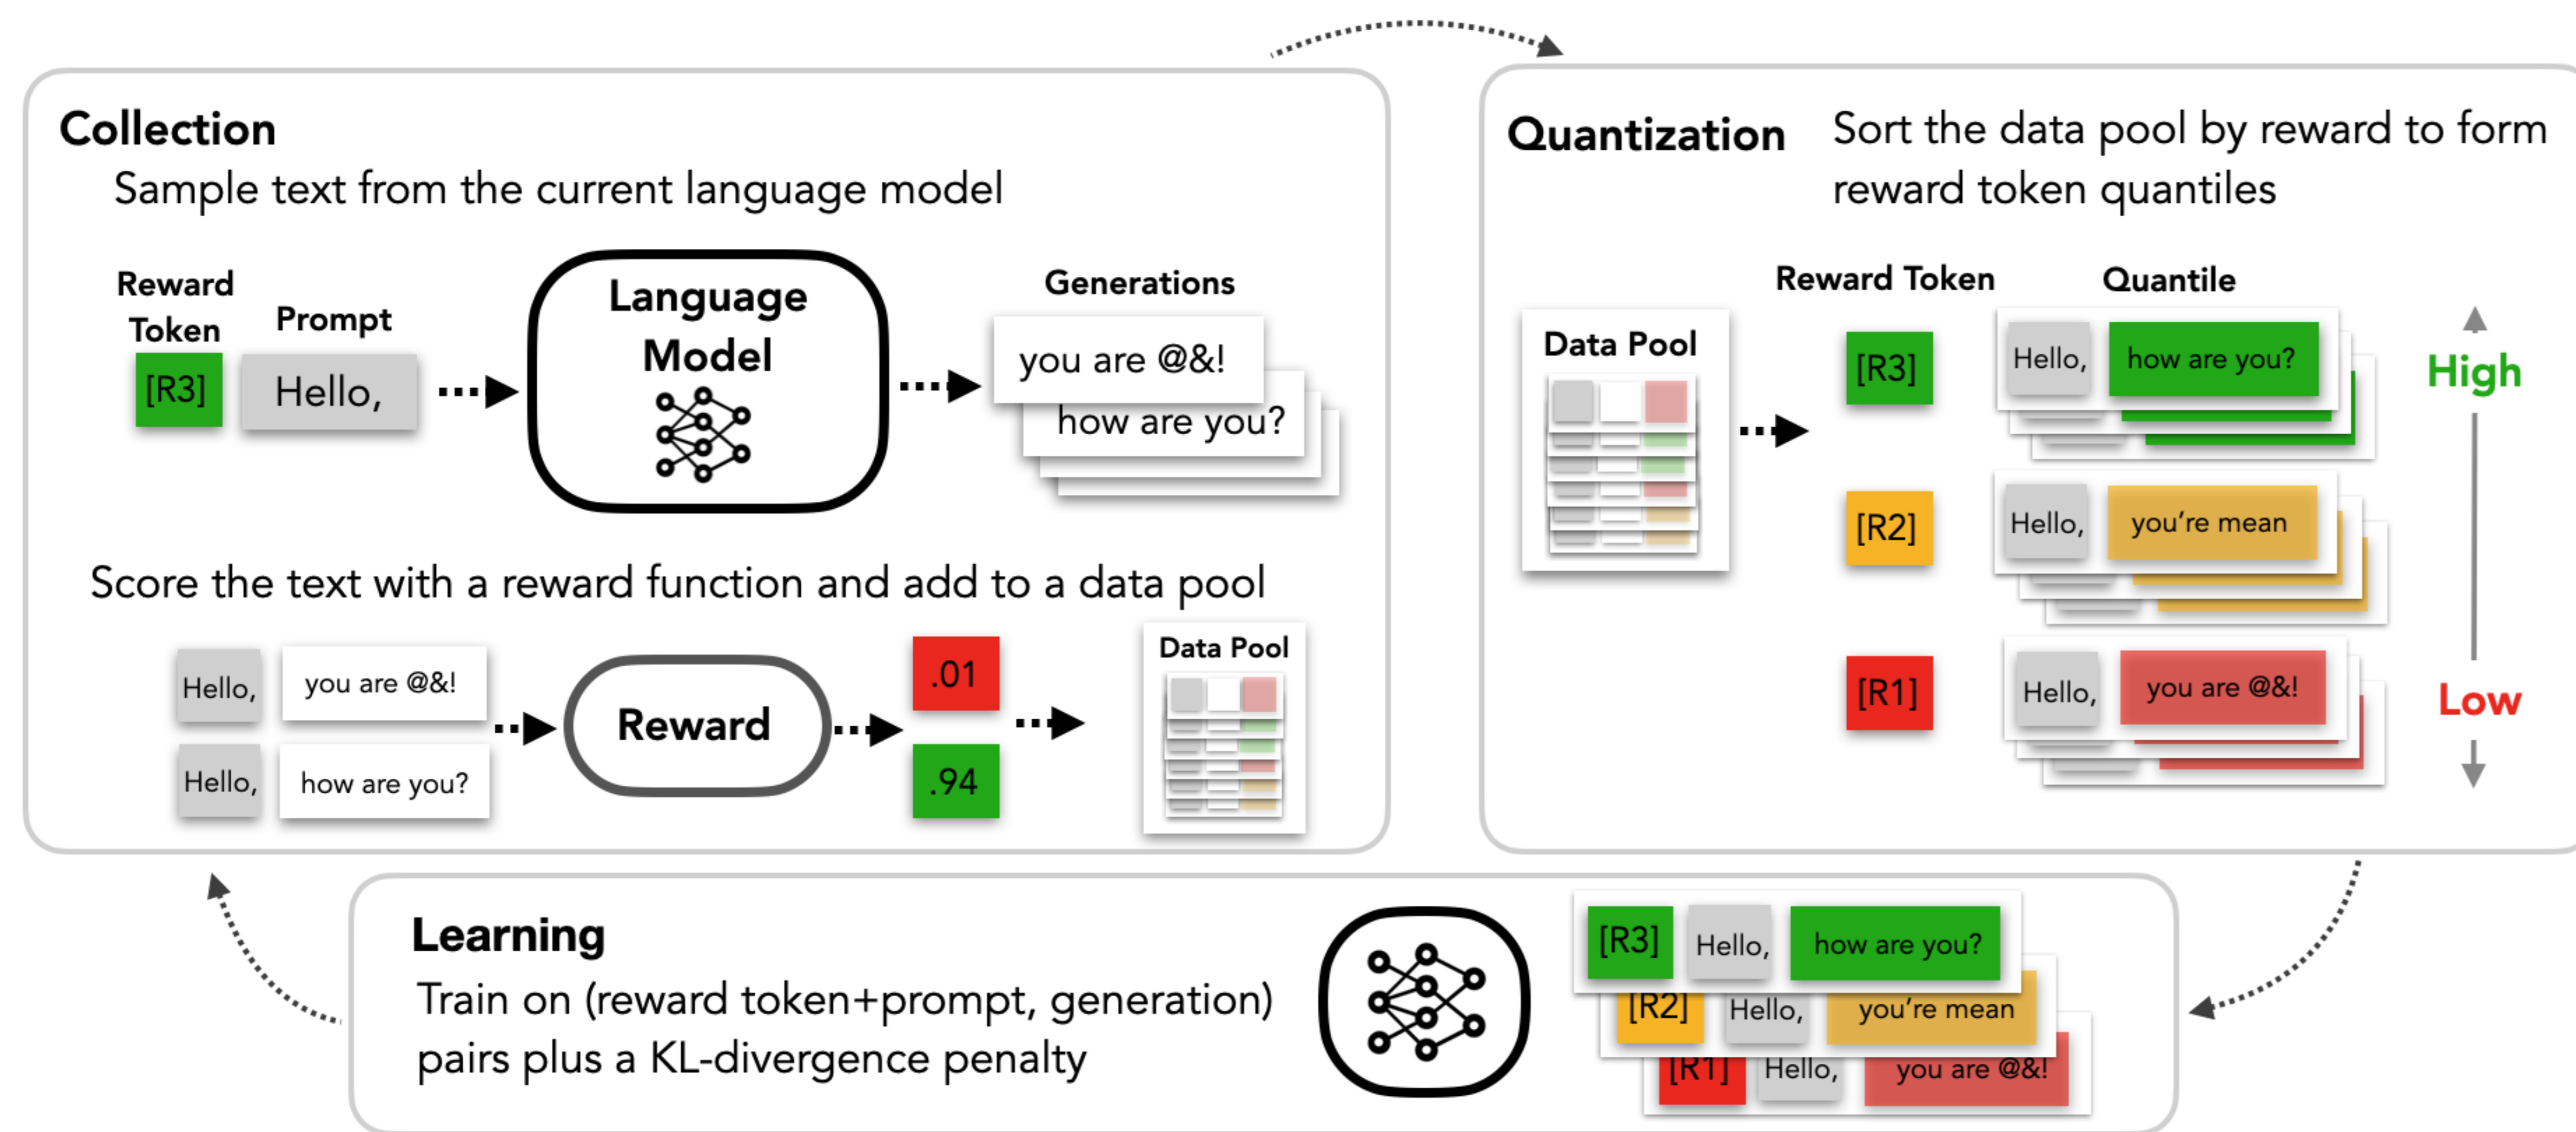 Collection
Sample text from the current language model
Reward
Token
Prompt
[R3]
Hello,
Language
Model
Generations
you are @&!
how are you?
Score the text with a reward function and add to a data pool
Hello,
you are @&!
Hello,
how are you?
Reward
.01
.94
Data Pool
Quantization
Sort the data pool by reward to form
reward token quantiles
Data Pool
Reward Token
Quantile
[R3]
Hello,
how are you?
High
[R2]
Hello,
you’re mean
[R1]
Hello,
you are @&!
Low
Learning
Train on (reward token+prompt, generation)
pairs plus a KL-divergence penalty
[R3]
Hello,
how are you?
[R2]
Hello,
you’re mean
[R1]
Hello,
you are @&!